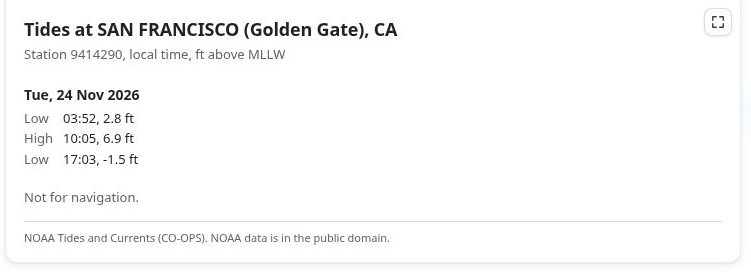 Tides at SAN FRANCISCO (Golden Gate), CA
Station 9414290, local time, ft above MLLW
Tue, 24 Nov 2026
Low 03:52, 2.8 ft
High 10:05, 6.9 ft
Low 17:03, -1.5 ft
Not for navigation.
NOAA Tides and Currents (CO-OPS). NOAA data is in the public domain.